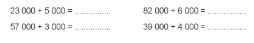 23 000 + 5 000 = ............... 82 000 + 6 000 = ...............
57 000 + 3 000 = ............... 39 000 + 4 000 = ...............